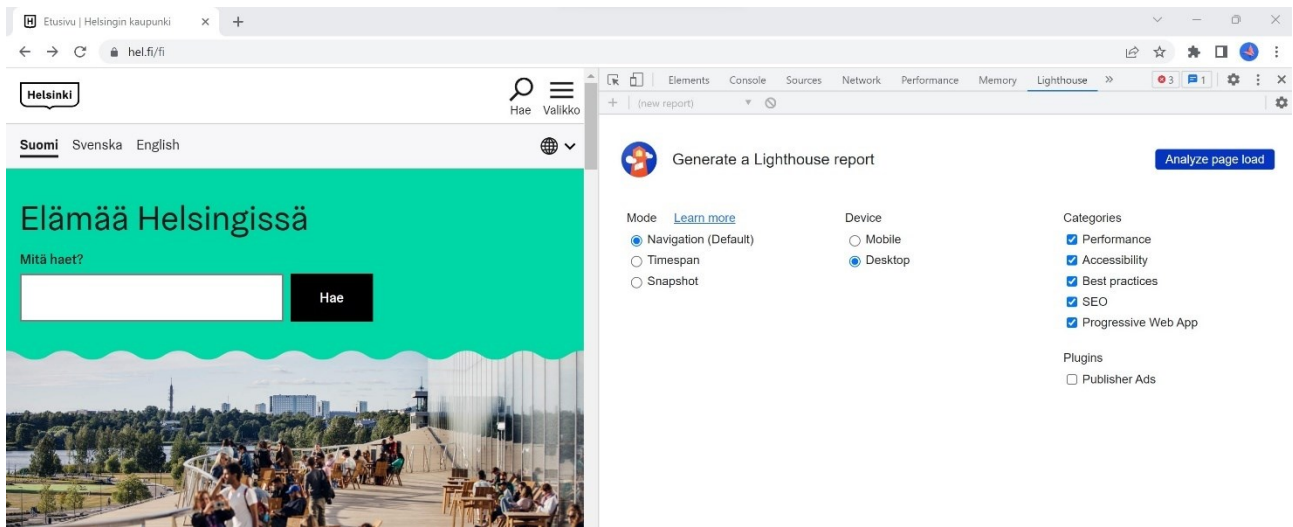 H Etusivu | Helsingin kaupunki
hel.fi/fi
Helsinki
Hae Valikko
Suomi Svenska English
Elämää Helsingissä
Mitä haet?
Hae
Elements Console Sources Network Performance Memory Lighthouse » 3 1
(new report)
Generate a Lighthouse report
Analyze page load
Mode Learn more
Navigation (Default)
Timespan
Snapshot
Device
Mobile
Desktop
Categories
Performance
Accessibility
Best practices
SEO
Progressive Web App
Plugins
Publisher Ads